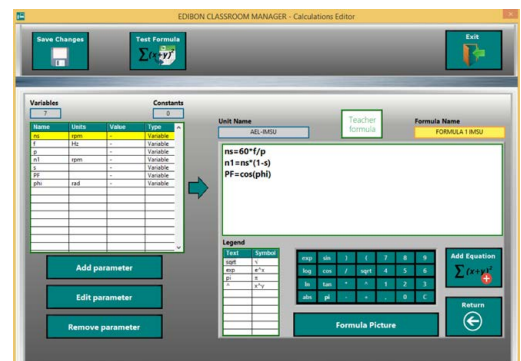 EDIBON CLASSROOM MANAGER - Calculations Editor
Save Changes
Test Formula
Σ(x+y)²
Exit
Variables
Constants
7
0
Name Units Value Type
ns rpm - Variable
f Hz - Variable
p - Variable
n1 rpm - Variable
s - Variable
PF - Variable
phi rad - Variable
Add parameter
Edit parameter
Remove parameter
Unit Name
AEL-IMSU
Teacher formula
Formula Name
FORMULA 1 IMSU
ns=60*f/p
n1=ns*(1-s)
PF=cos(phi)
Legend
Text Symbol
sqrt √
exp e^x
pi π
^ x^y
exp sin ) ( 7 8 9
log cos / sqrt 4 5 6
ln tan * ^ 1 2 3
abs pi - + . 0 C
Formula Picture
Add Equation
Σ(x+y)²
Return